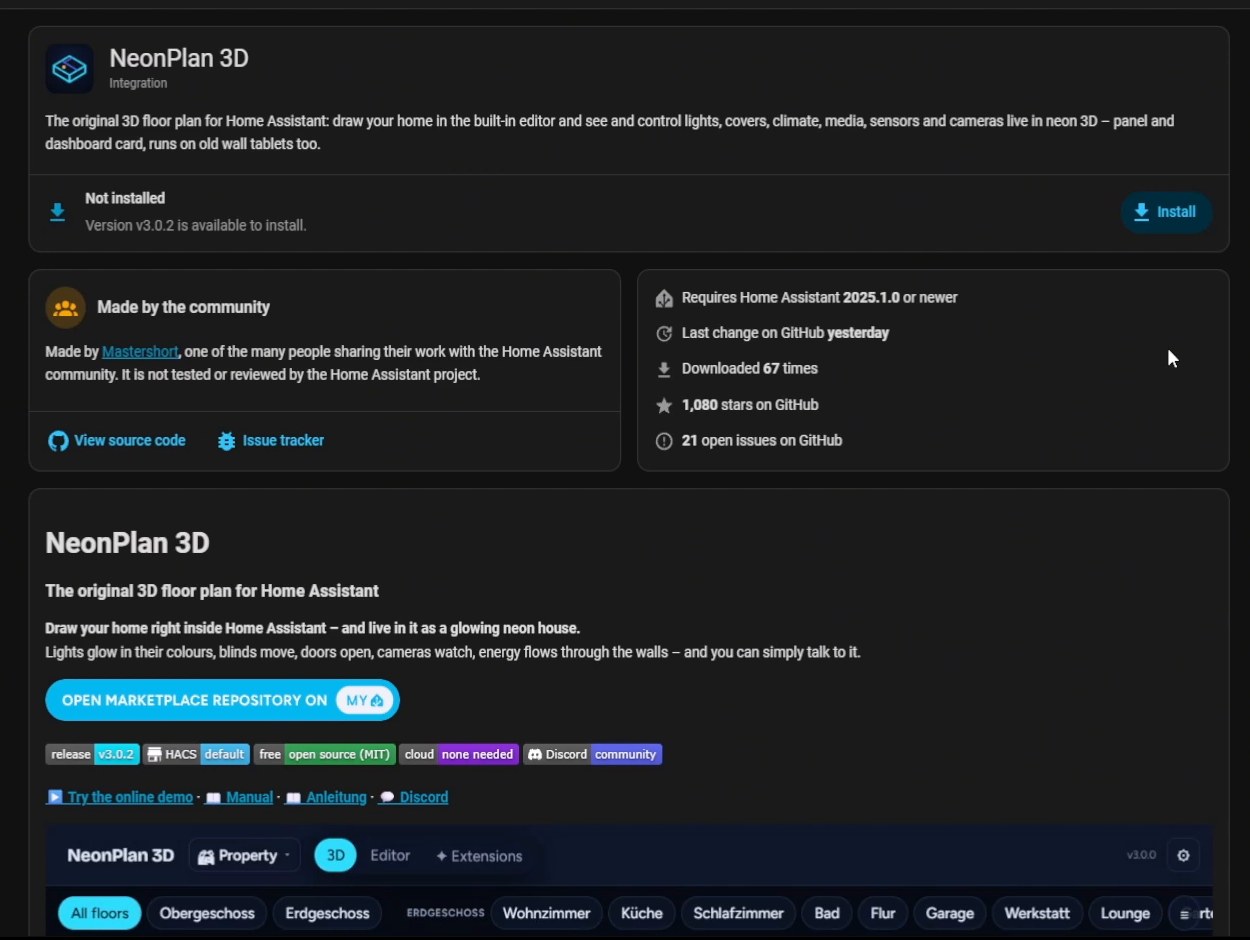 NeonPlan 3D
Integration
The original 3D floor plan for Home Assistant: draw your home in the built-in editor and see and control lights, covers, climate, media, sensors and cameras live in neon 3D – panel and
dashboard card, runs on old wall tablets too.
Not installed
Version v3.0.2 is available to install.
Install
Made by the community
Made by Mastershort, one of the many people sharing their work with the Home Assistant
community. It is not tested or reviewed by the Home Assistant project.
View source code
Issue tracker
Requires Home Assistant 2025.1.0 or newer
Last change on GitHub yesterday
Downloaded 67 times
1,080 stars on GitHub
21 open issues on GitHub
NeonPlan 3D
The original 3D floor plan for Home Assistant
Draw your home right inside Home Assistant – and live in it as a glowing neon house.
Lights glow in their colours, blinds move, doors open, cameras watch, energy flows through the walls – and you can simply talk to it.
OPEN MARKETPLACE REPOSITORY ON MY
release v3.0.2 HACS default free open source (MIT) cloud none needed Discord community
Try the online demo · Manual · Anleitung · Discord
NeonPlan 3D Property 3D Editor Extensions v3.0.0
All floors Obergeschoss Erdgeschoss ERDGESCHOSS Wohnzimmer Küche Schlafzimmer Bad Flur Garage Werkstatt Lounge